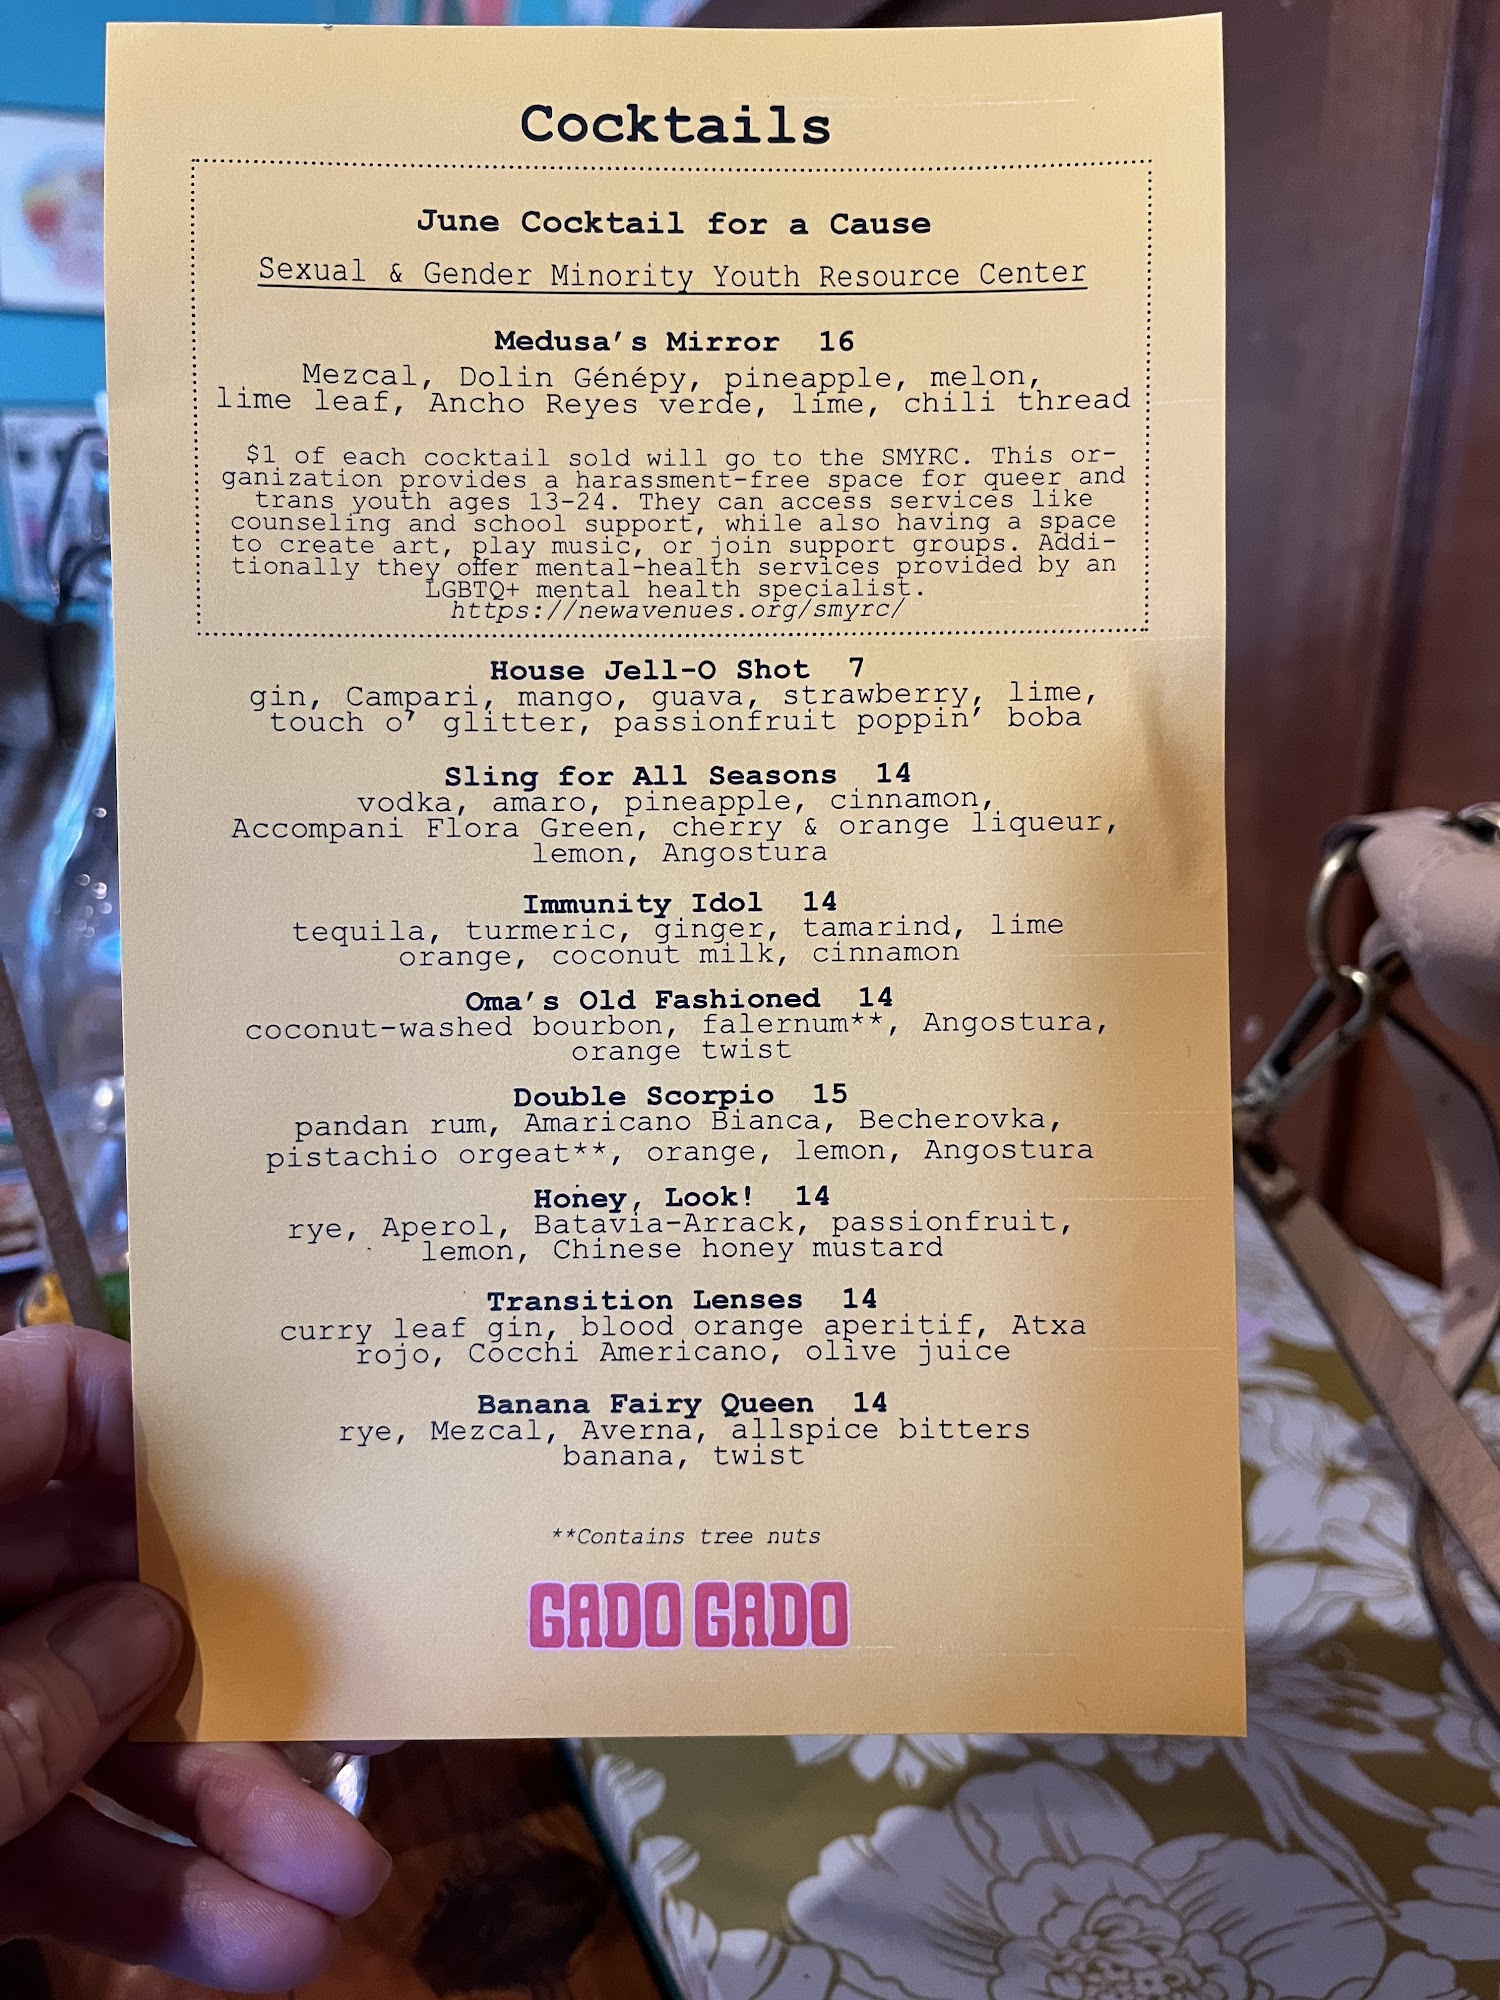 Cocktails
June Cocktail for a Cause
Sexual & Gender Minority Youth Resource Center
Medusa's Mirror 16
Mezcal, Dolin Génépy, pineapple, melon,
lime leaf, Ancho Reyes verde, lime, chili thread
$1 of each cocktail sold will go to the SMYRC. This or-
ganization provides a harassment-free space for queer and
trans youth ages 13-24. They can access services like
counseling and school support, while also having a space
to create art, play music, or join support groups. Addi-
tionally they offer mental-health services provided by an
LGBTQ+ mental health specialist.
https://newavenues.org/smyrc/
House Jell-O Shot 7
gin, Campari, mango, guava, strawberry, lime,
touch o' glitter, passionfruit poppin' boba
Sling for All Seasons 14
vodka, amaro, pineapple, cinnamon,
Accompani Flora Green, cherry & orange liqueur,
lemon, Angostura
Immunity Idol 14
tequila, turmeric, ginger, tamarind, lime
orange, coconut milk, cinnamon
Oma's Old Fashioned 14
coconut-washed bourbon, falernum**, Angostura,
orange twist
Double Scorpio 15
pandan rum, Amaricano Bianca, Becherovka,
pistachio orgeat**, orange, lemon, Angostura
Honey, Look! 14
rye, Aperol, Batavia-Arrack, passionfruit,
lemon, Chinese honey mustard
Transition Lenses 14
curry leaf gin, blood orange aperitif, Atxa
rojo, Cocchi Americano, olive juice
Banana Fairy Queen 14
rye, Mezcal, Averna, allspice bitters
banana, twist
**Contains tree nuts
GADO GADO